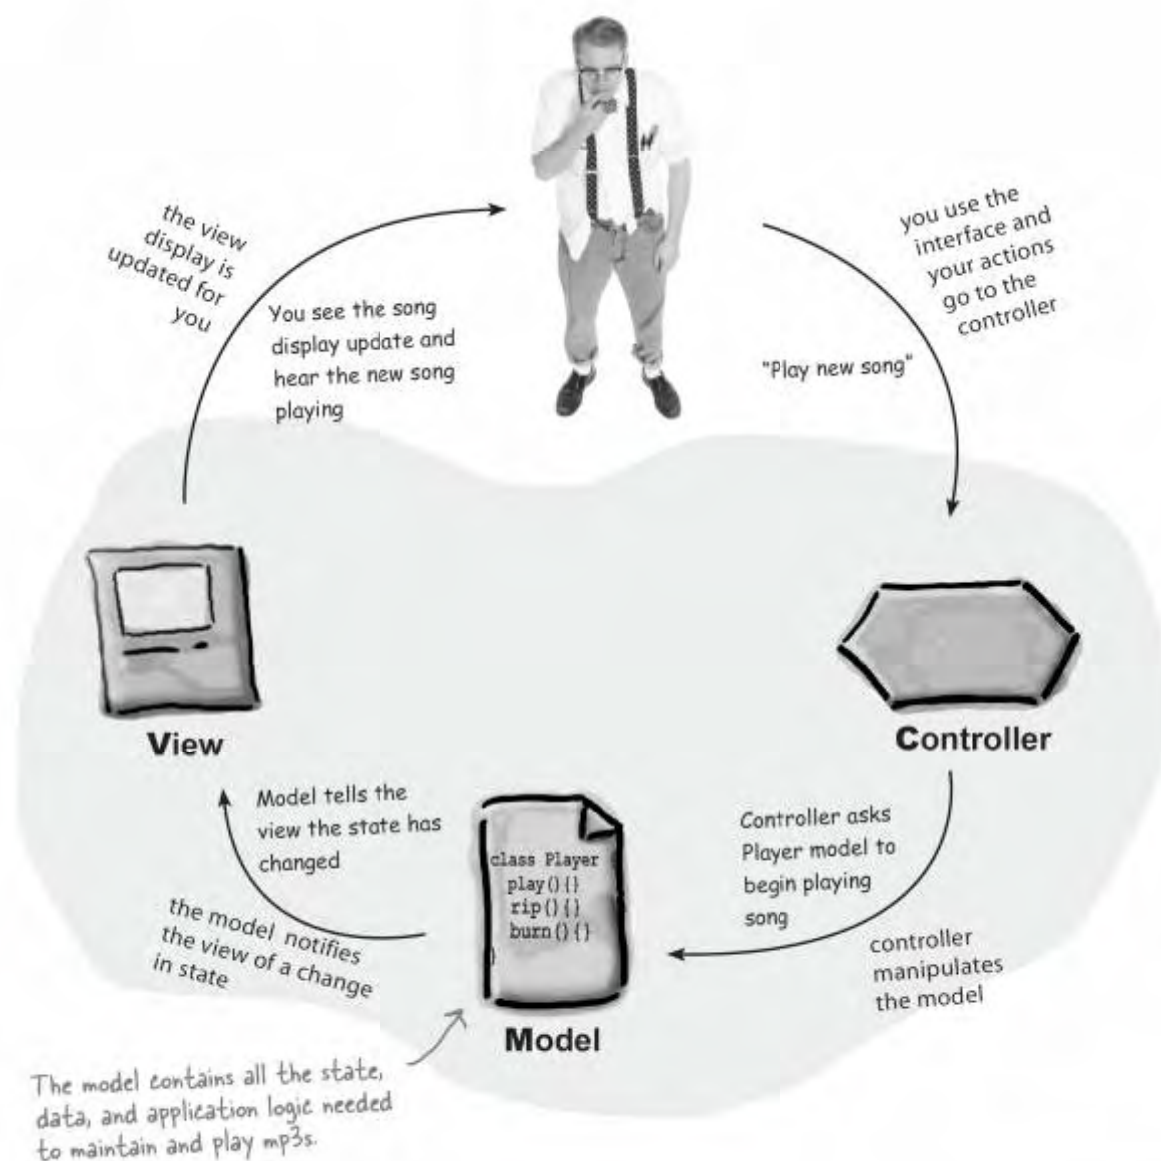 the view
display is
updated for
you
You see the song
display update and
hear the new song
playing
you use the
interface and
your actions
go to the
controller
"Play new song"
View
Controller
Model tells the
view the state has
changed
the model notifies
the view of a change
in state
class Player
play(){}
rip(){}
burn(){}
}
Model
Controller asks
Player model to
begin playing
song
controller
manipulates
the model
The model contains all the state,
data, and application logic needed
to maintain and play mp3s.